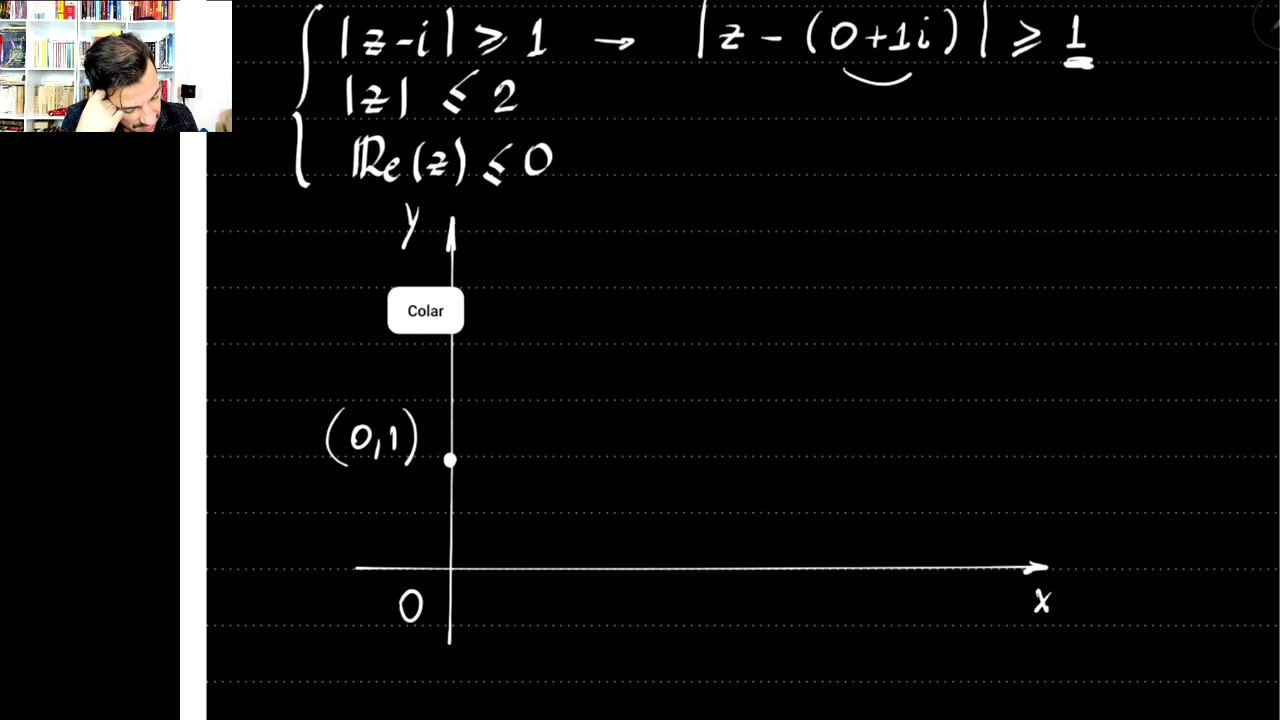 |z-i| ⩾ 1 → |z - (0+1i)| ⩾ 1
|z| ⩽ 2
ℝe(z) ⩽ 0
y
Colar
(0,1)
0
x